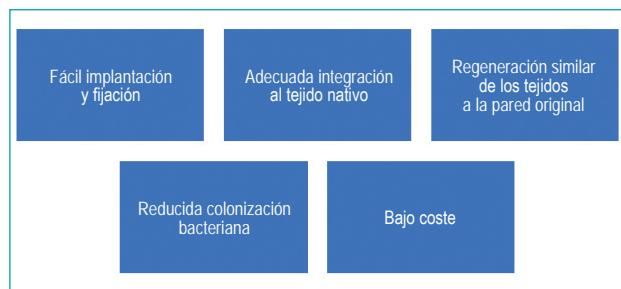 Fácil implantación
y fijación
Adecuada integración
al tejido nativo
Regeneración similar
de los tejidos
a la pared original
Reducida colonización
bacteriana
Bajo coste